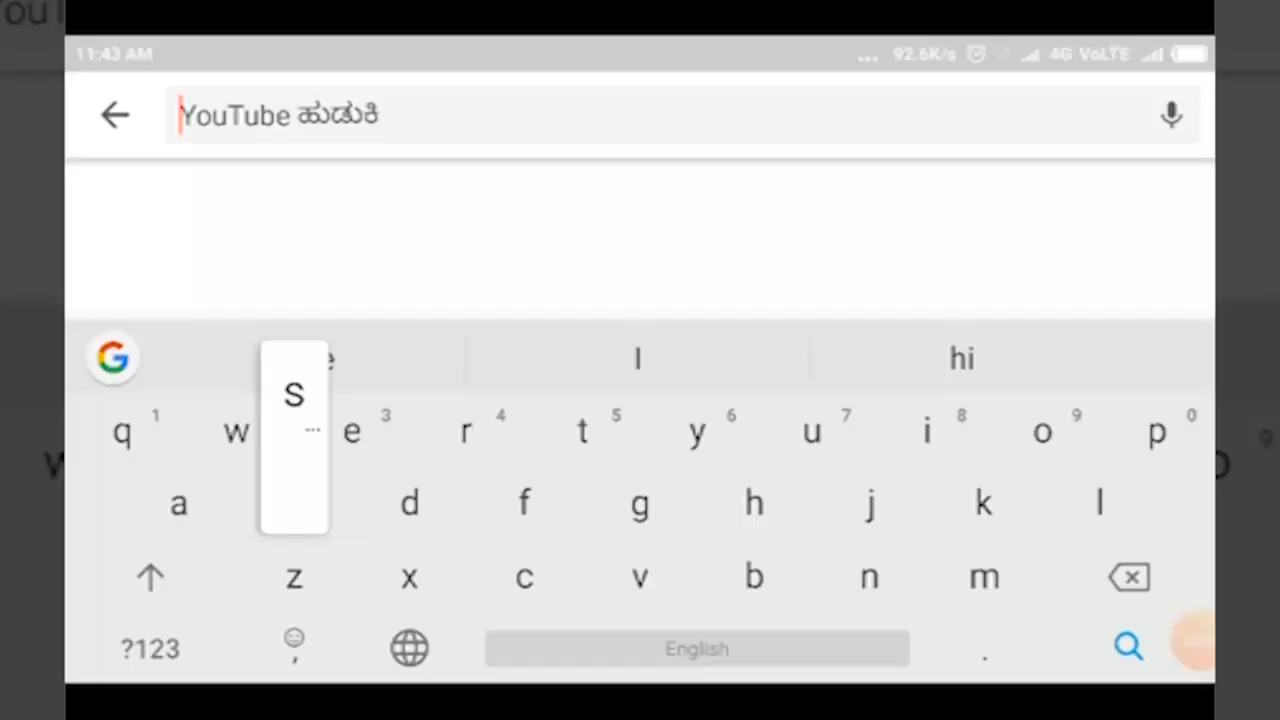 11:43 AM ... 92.6K/s 4G VoLTE
YouTube ಹುಡುಕಿ
I hi
q 1 w e 3 r 4 t 5 y 6 u 7 i 8 o 9 p 0
S ...
a d f g h j k l
z x c v b n m
?123 , English .